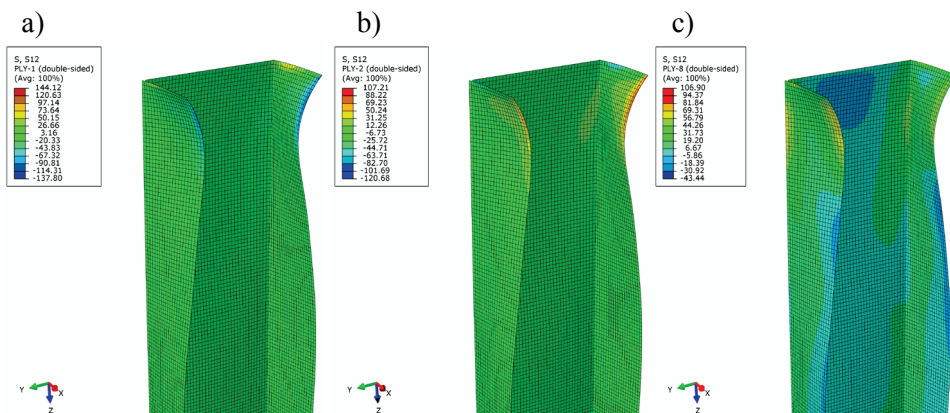 a)
S, S12
PLY-1 (double-sided)
(Avg: 100%)
144.12
120.63
97.14
73.64
50.15
26.66
3.16
-20.33
-43.83
-67.32
-90.81
-114.31
-137.80
Y
X
Z
b)
S, S12
PLY-2 (double-sided)
(Avg: 100%)
107.21
88.22
69.23
50.24
31.25
12.26
-6.73
-25.72
-44.71
-63.71
-82.70
-101.69
-120.68
Y
X
Z
c)
S, S12
PLY-8 (double-sided)
(Avg: 100%)
106.90
94.37
81.84
69.31
56.79
44.26
31.73
19.20
6.67
-5.86
-18.39
-30.92
-43.44
Y
X
Z